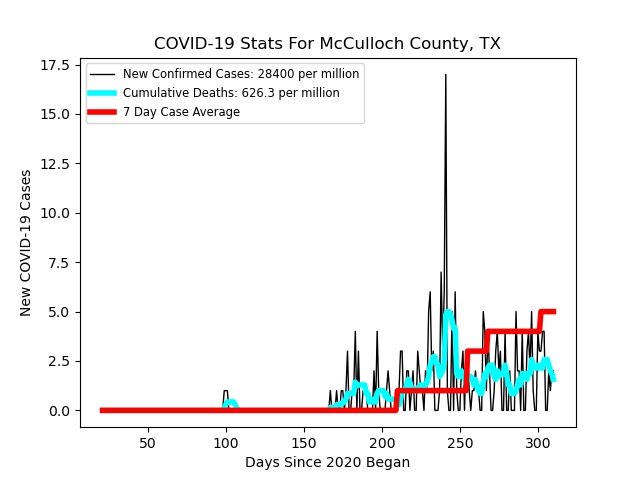 COVID-19 Stats For McCulloch County, TX
New Confirmed Cases: 28400 per million
Cumulative Deaths: 626.3 per million
7 Day Case Average
New COVID-19 Cases
17.5
15.0
12.5
10.0
7.5
5.0
2.5
0.0
50 100 150 200 250 300
Days Since 2020 Began